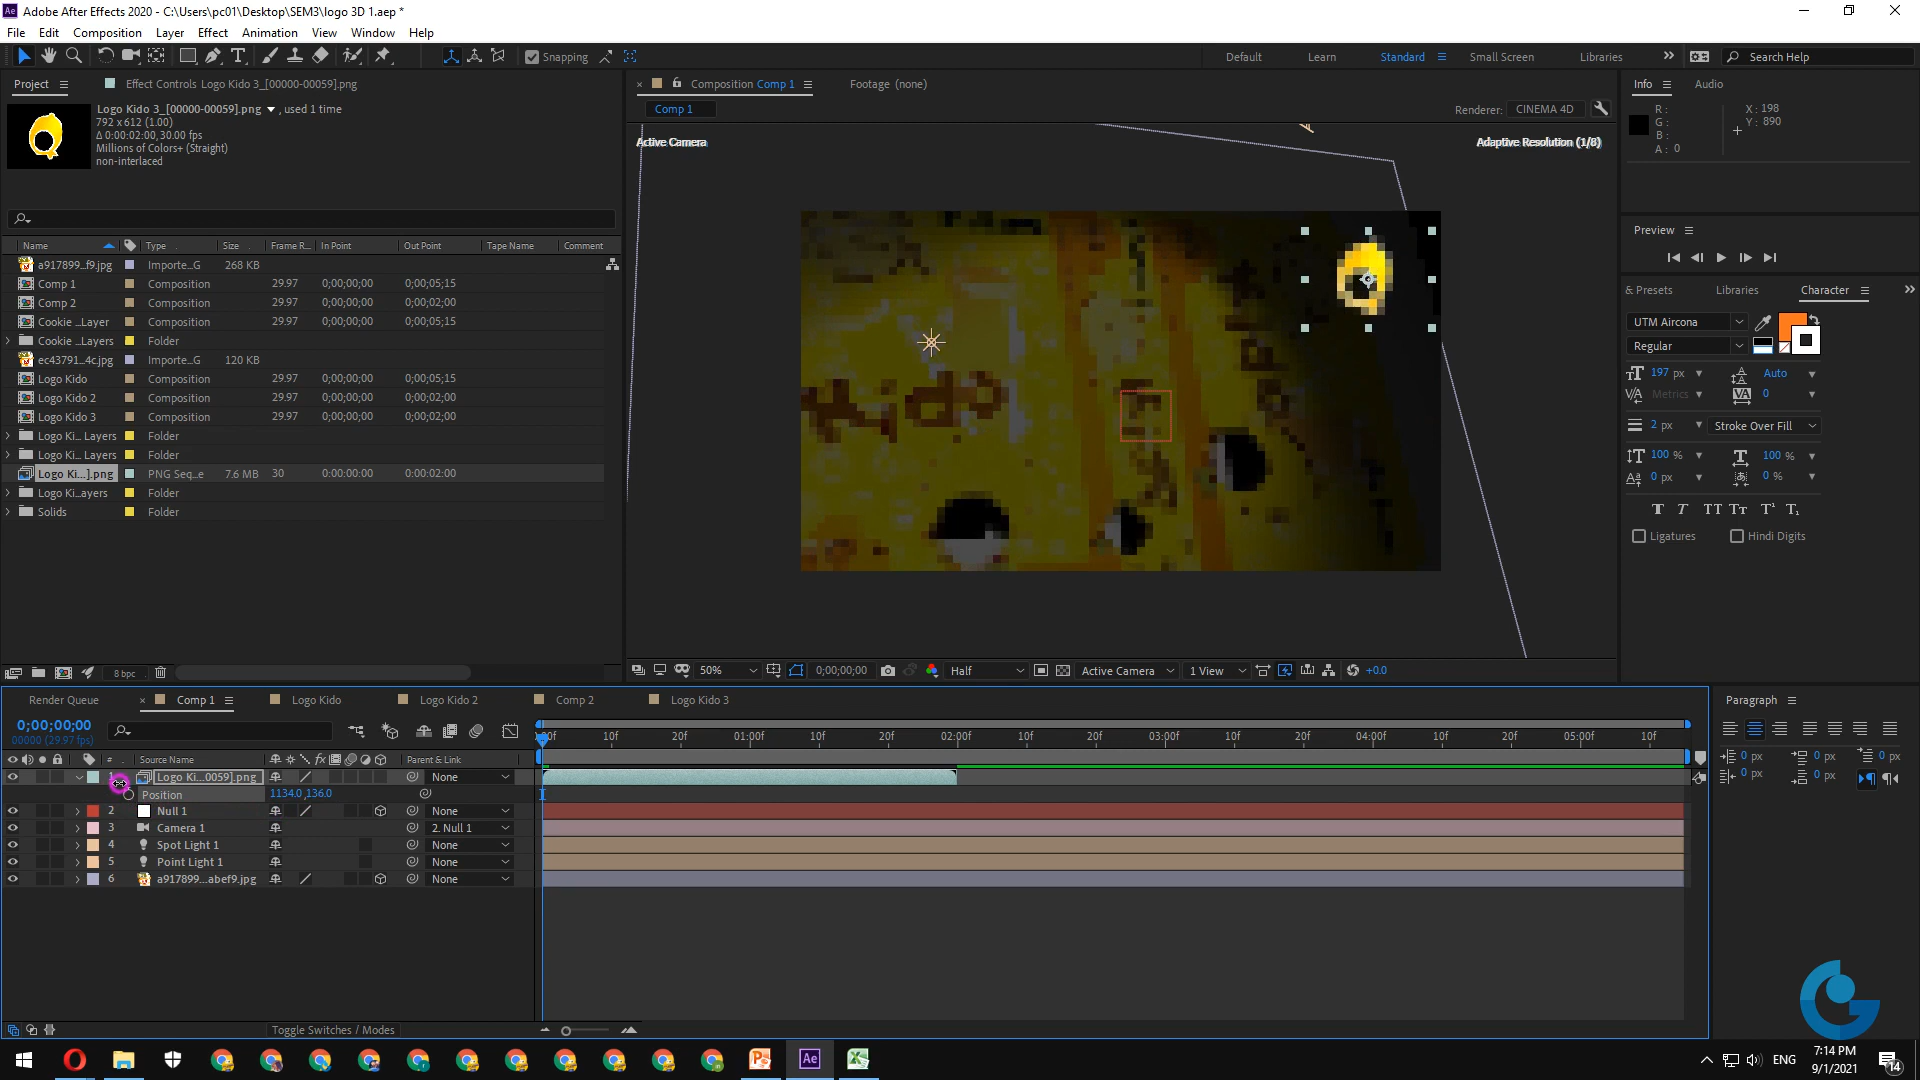 Adobe After Effects 2020 - C:\Users\pc01\Desktop\SEM3\logo 3D 1.aep *
File Edit Composition Layer Effect Animation View Window Help
Snapping Default Learn Standard Small Screen Libraries Search Help
Project Effect Controls Logo Kido 3_[00000-00059].png
Logo Kido 3_[00000-00059].png , used 1 time
792 x 612 (1.00)
Δ 0:00:02:00, 30.00 fps
Millions of Colors+ (Straight)
non-interlaced
Name Type Size Frame R... In Point Out Point Tape Name Comment
a917899...f9.jpg Importe...G 268 KB
Comp 1 Composition 29.97 0;00;00;00 0;00;05;15
Comp 2 Composition 29.97 0;00;00;00 0;00;02;00
Cookie ...Layer Composition 29.97 0;00;00;00 0;00;05;15
Cookie ...Layers Folder
ec43791...4c.jpg Importe...G 120 KB
Logo Kido Composition 29.97 0;00;00;00 0;00;05;15
Logo Kido 2 Composition 29.97 0;00;00;00 0;00;02;00
Logo Kido 3 Composition 29.97 0;00;00;00 0;00;02;00
Logo Ki... Layers Folder
Logo Ki... Layers Folder
Logo Ki...].png PNG Seq...e 7.6 MB 30 0:00:00:00 0:00:02:00
Logo Ki...ayers Folder
Solids Folder
8 bpc
Composition Comp 1 Footage (none)
Comp 1 Renderer: CINEMA 4D
Active Camera Adaptive Resolution (1/8)
Kido
50% 0;00;00;00 Half Active Camera 1 View +0.0
Info Audio
R : X : 198
G : Y : 890
B :
A : 0
Preview
& Presets Libraries Character
UTM Aircona
Regular
197 px Auto
Metrics 0
2 px Stroke Over Fill
100 % 100 %
0 px 0 %
T T TT Tт T¹ T₁
Ligatures Hindi Digits
Render Queue Comp 1 Logo Kido Logo Kido 2 Comp 2 Logo Kido 3
0;00;00;00
00000 (29.97 fps)
:00f 10f 20f 01:00f 10f 20f 02:00f 10f 20f 03:00f 10f 20f 04:00f 10f 20f 05:00f 10f
# Source Name Parent & Link
1 Logo Ki...0059].png None
Position 1134.0,136.0
2 Null 1 None
3 Camera 1 2. Null 1
4 Spot Light 1 None
5 Point Light 1 None
6 a917899...abef9.jpg None
Toggle Switches / Modes
Paragraph
0 px 0 px 0 px
0 px 0 px
ENG 7:14 PM
9/1/2021 14